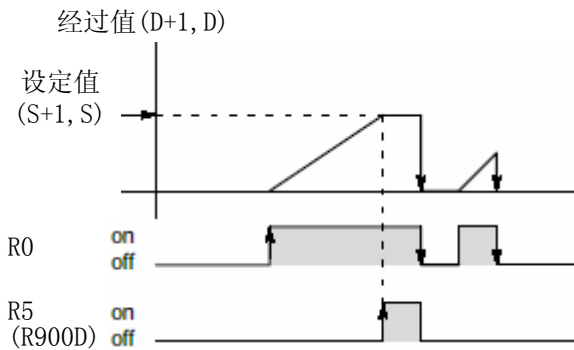 经过值(D+1,D)
设定值
(S+1,S)
R0
on
off
R5
(R900D)
on
off